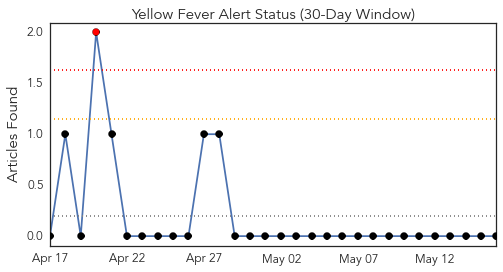 Yellow Fever Alert Status (30-Day Window)
Articles Found
2.0
1.5
1.0
0.5
0.0
Apr 17
Apr 22
Apr 27
May 02
May 07
May 12